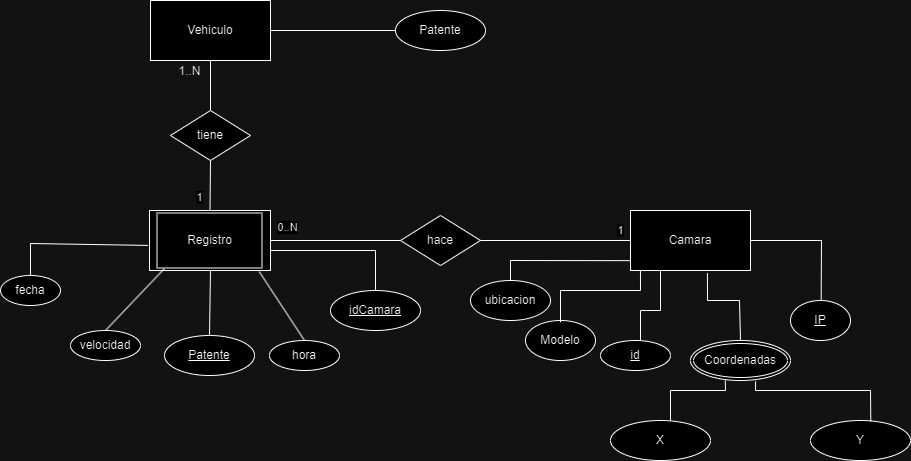 Vehiculo
Patente
1..N
tiene
1
Registro
0..N
hace
1
Camara
fecha
velocidad
Patente
hora
idCamara
ubicacion
Modelo
id
Coordenadas
IP
X
Y